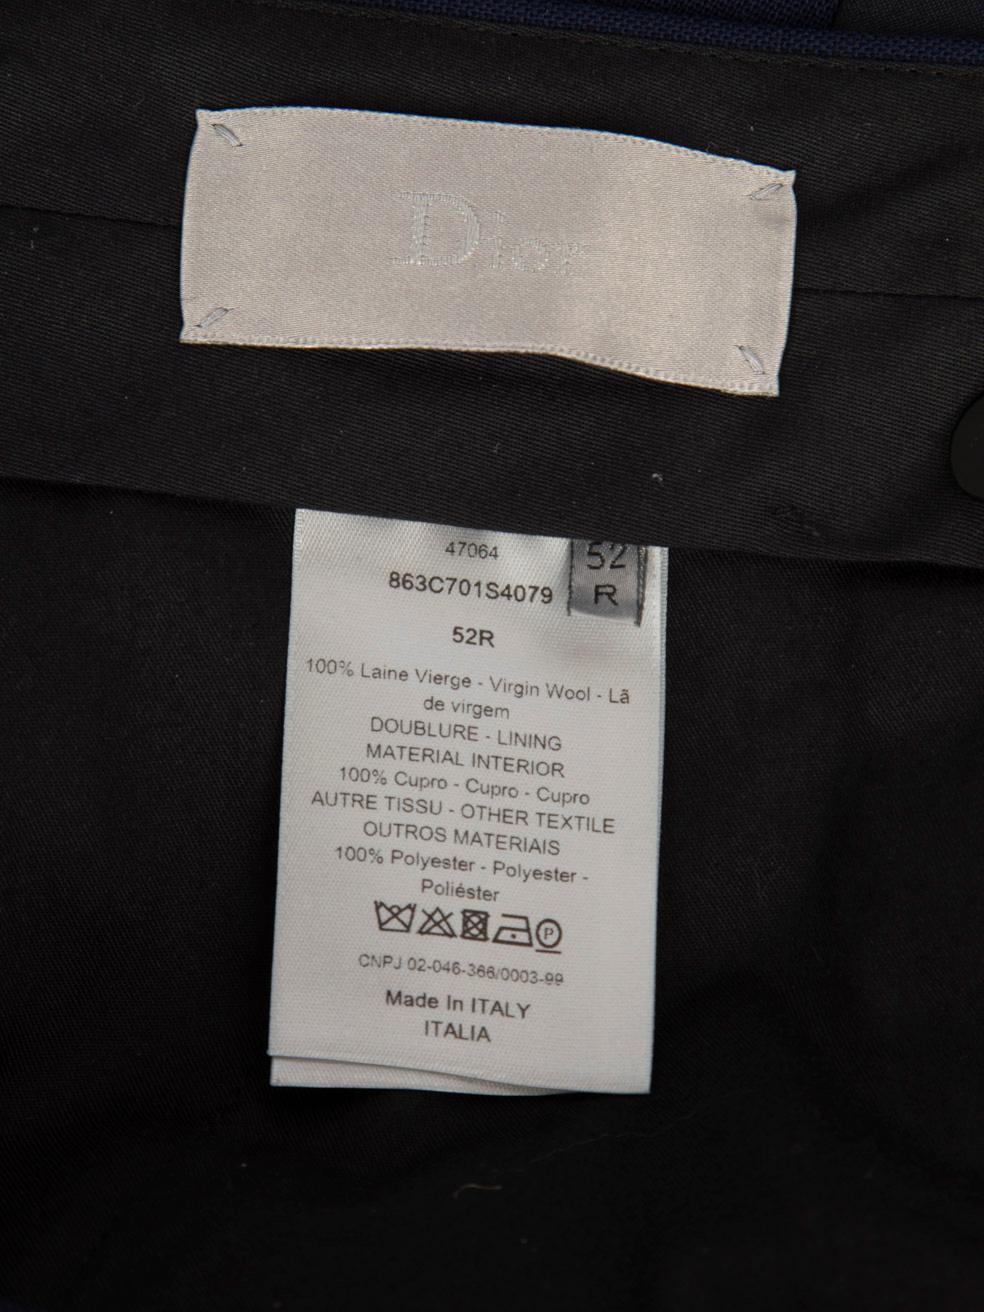 Dior
47064
52
863C701S4079
R
52R
100% Laine Vierge - Virgin Wool - Lã
de virgem
DOUBLURE - LINING
MATERIAL INTERIOR
100% Cupro - Cupro - Cupro
AUTRE TISSU - OTHER TEXTILE
OUTROS MATERIAIS
100% Polyester - Polyester -
Poliéster
P
CNPJ 02-046-366/0003-99
Made In ITALY
ITALIA